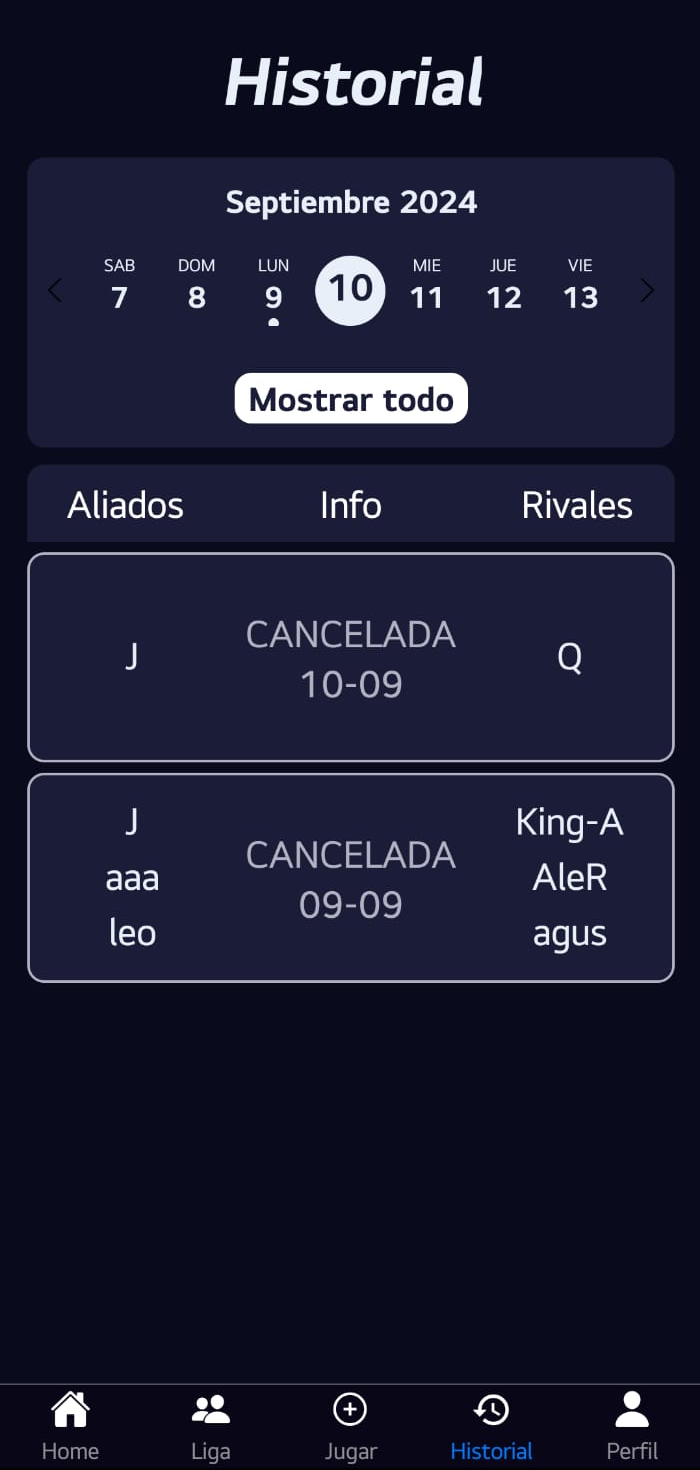 Historial
Septiembre 2024
SAB DOM LUN MIE JUE VIE
7 8 9 10 11 12 13
Mostrar todo
Aliados Info Rivales
J CANCELADA Q
10-09
J King-A
aaa CANCELADA AleR
leo 09-09 agus
Home Liga Jugar Historial Perfil